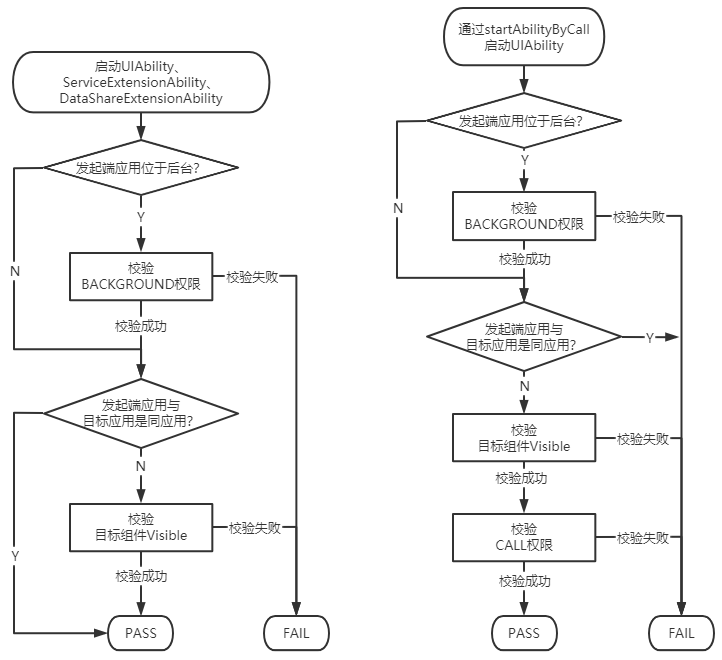 启动UIAbility、
ServiceExtensionAbility、
DataShareExtensionAbility
发起端应用位于后台?
Y
N
校验
BACKGROUND权限
校验失败
校验成功
发起端应用与
目标应用是同应用?
N
校验
目标组件Visible
校验失败
Y
校验成功
PASS
FAIL
通过startAbilityByCall
启动UIAbility
发起端应用位于后台?
Y
N
校验
BACKGROUND权限
校验失败
校验成功
发起端应用与
目标应用是同应用?
Y
N
校验
目标组件Visible
校验失败
校验成功
校验
CALL权限
校验失败
校验成功
PASS
FAIL